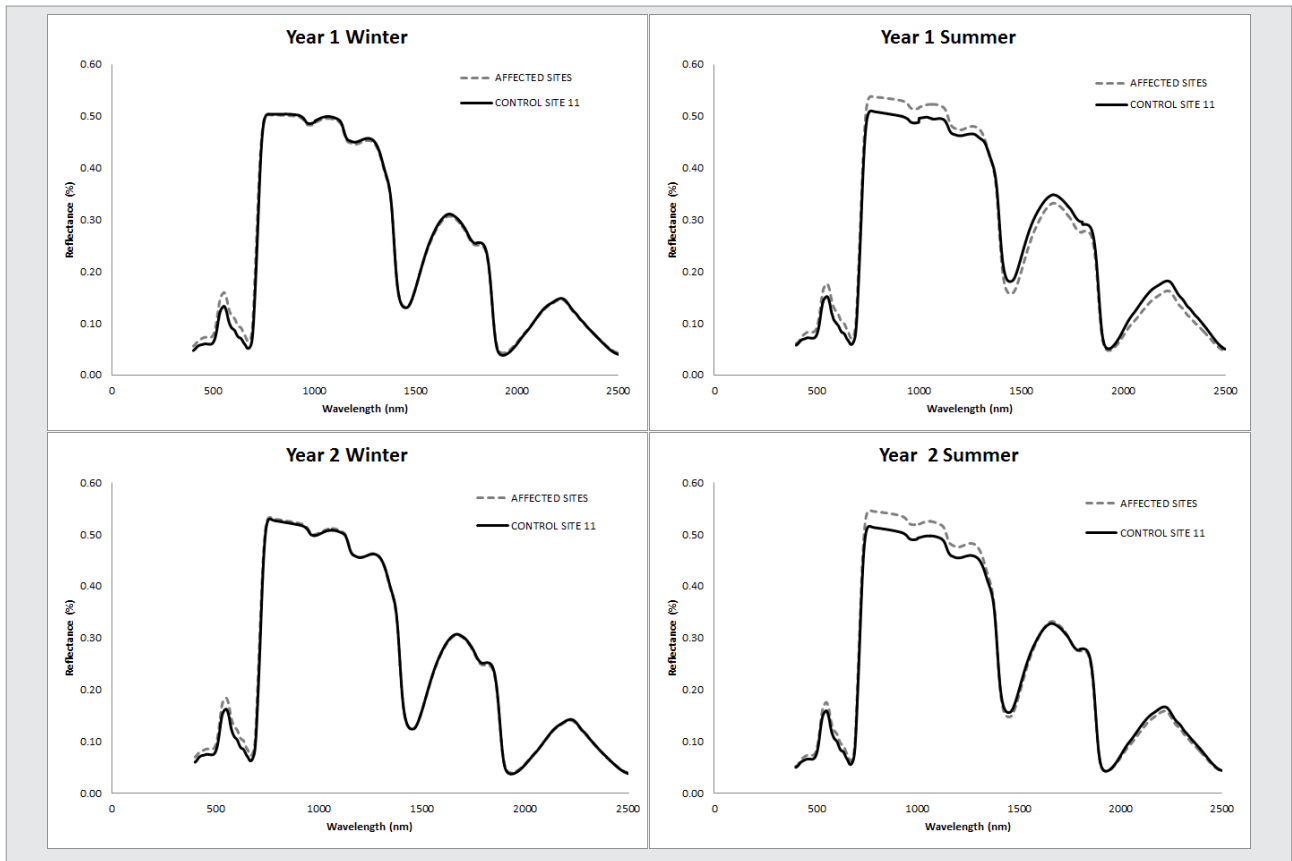 Year 1 Winter
AFFECTED SITES
CONTROL SITE 11
Reflectance (%)
0.60
0.50
0.40
0.30
0.20
0.10
0.00
0 500 1000 1500 2000 2500
Wavelength (nm)
Year 1 Summer
AFFECTED SITES
CONTROL SITE 11
Reflectance (%)
0.60
0.50
0.40
0.30
0.20
0.10
0.00
0 500 1000 1500 2000 2500
Wavelength (nm)
Year 2 Winter
AFFECTED SITES
CONTROL SITE 11
Reflectance (%)
0.60
0.50
0.40
0.30
0.20
0.10
0.00
0 500 1000 1500 2000 2500
Wavelength (nm)
Year 2 Summer
AFFECTED SITES
CONTROL SITE 11
Reflectance (%)
0.60
0.50
0.40
0.30
0.20
0.10
0.00
0 500 1000 1500 2000 2500
Wavelength (nm)